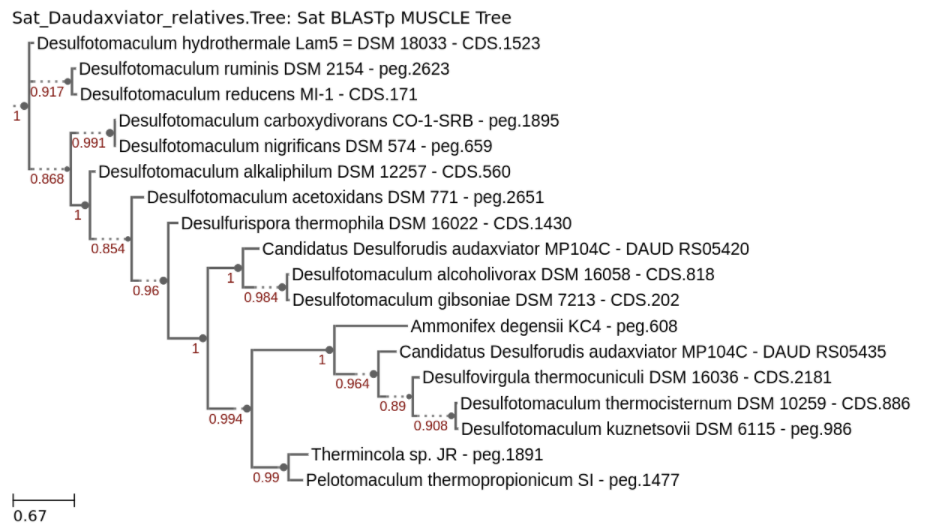 Sat_Daudaxviator_relatives.Tree: Sat BLASTp MUSCLE Tree
Desulfotomaculum hydrothermale Lam5 = DSM 18033 - CDS.1523
Desulfotomaculum ruminis DSM 2154 - peg.2623
0.917
Desulfotomaculum reducens MI-1 - CDS.171
1
Desulfotomaculum carboxydivorans CO-1-SRB - peg.1895
0.991
Desulfotomaculum nigrificans DSM 574 - peg.659
0.868
Desulfotomaculum alkaliphilum DSM 12257 - CDS.560
Desulfotomaculum acetoxidans DSM 771 - peg.2651
1
Desulfurispora thermophila DSM 16022 - CDS.1430
0.854
Candidatus Desulforudis audaxviator MP104C - DAUD RS05420
1
Desulfotomaculum alcoholivorax DSM 16058 - CDS.818
0.96
0.984
Desulfotomaculum gibsoniae DSM 7213 - CDS.202
Ammonifex degensii KC4 - peg.608
1
1
Candidatus Desulforudis audaxviator MP104C - DAUD RS05435
0.964
Desulfovirgula thermocuniculi DSM 16036 - CDS.2181
0.89
Desulfotomaculum thermocisternum DSM 10259 - CDS.886
0.994
0.908
Desulfotomaculum kuznetsovii DSM 6115 - peg.986
Thermincola sp. JR - peg.1891
0.99
Pelotomaculum thermopropionicum SI - peg.1477
0.67